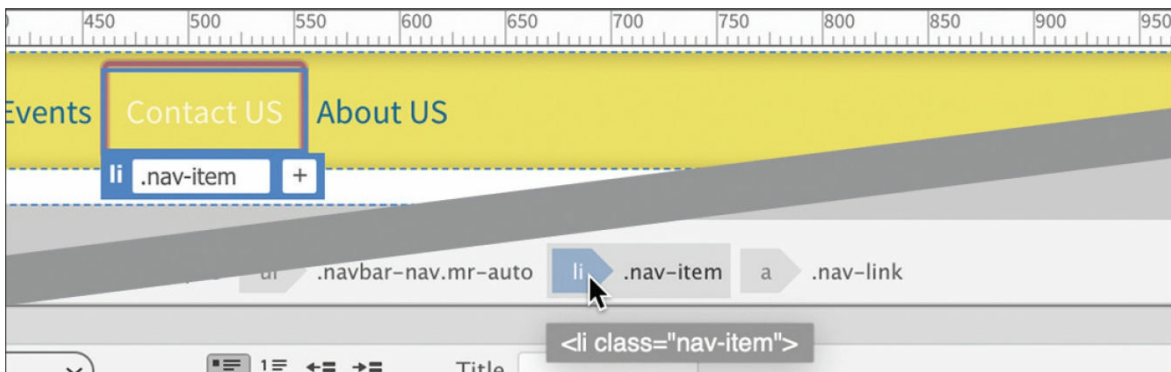 450 500 550 600 650 700 750 800 850 900 950
Events Contact US About US
li .nav-item +
ul .navbar-nav.mr-auto li .nav-item a .nav-link
<li class="nav-item">
Title